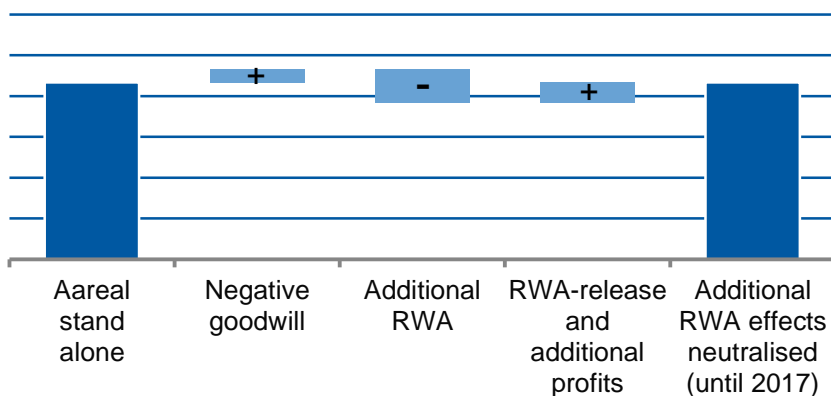 +
-
+
Aareal
stand
alone
Negative
goodwill
Additional
RWA
RWA-release
and
additional
profits
Additional
RWA effects
neutralised
(until 2017)